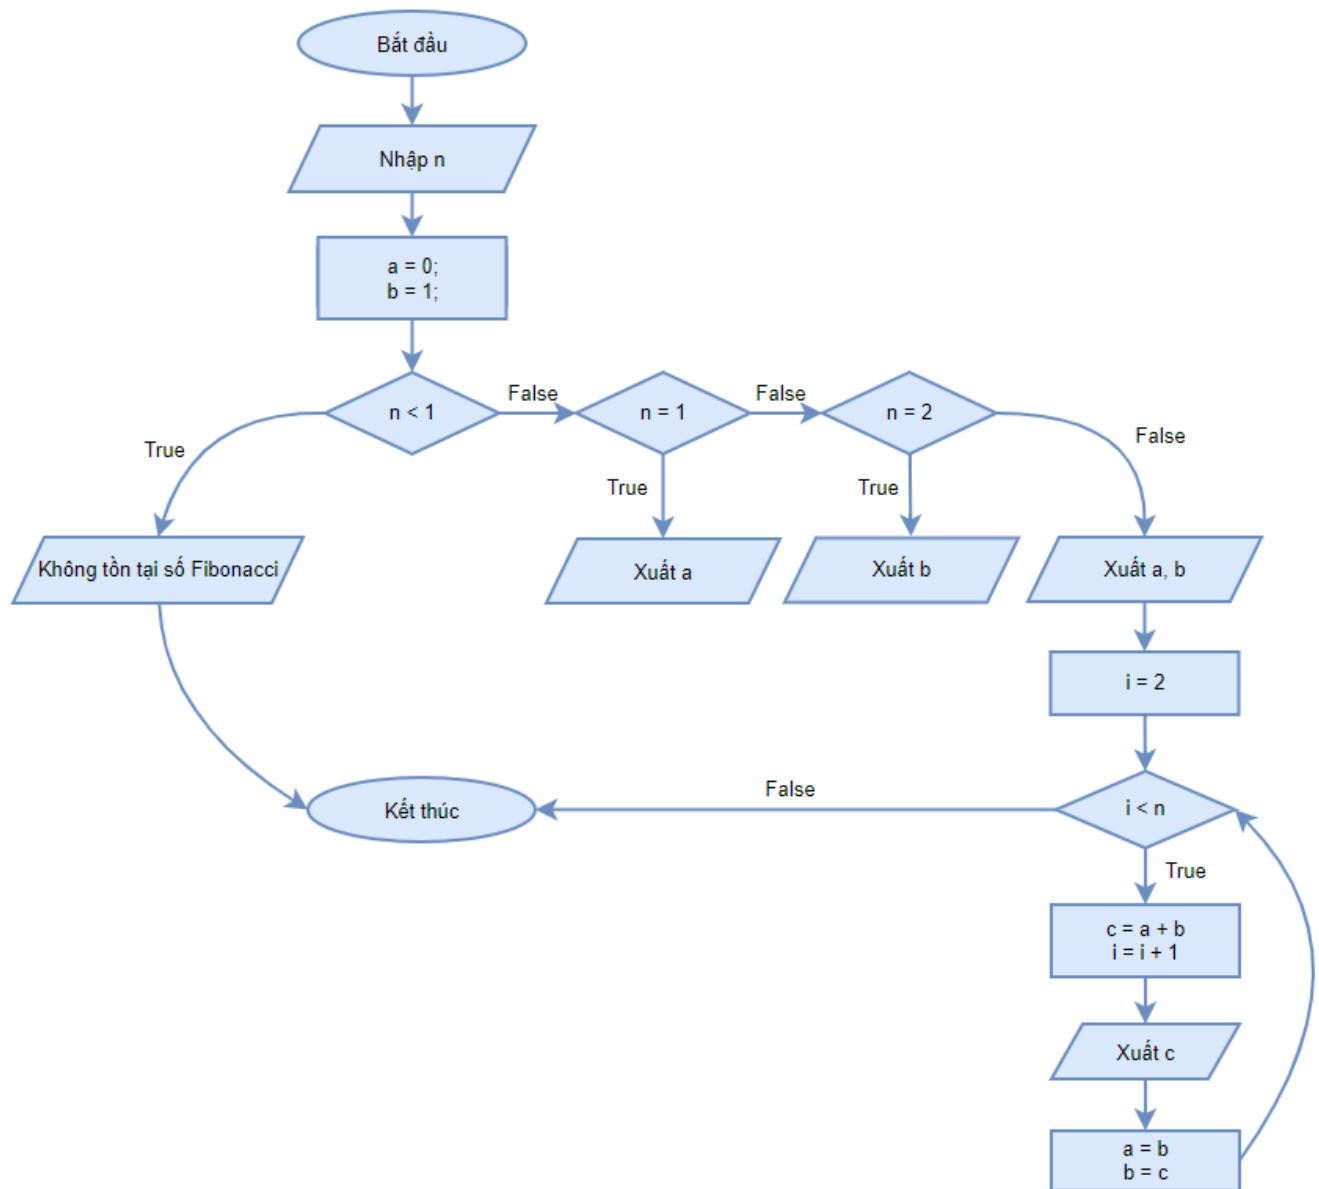 Bắt đầu
Nhập n
a = 0;
b = 1;
n < 1
False
n = 1
False
n = 2
False
True
True
True
Không tồn tại số Fibonacci
Xuất a
Xuất b
Xuất a, b
i = 2
Kết thúc
False
i < n
True
c = a + b
i = i + 1
Xuất c
a = b
b = c